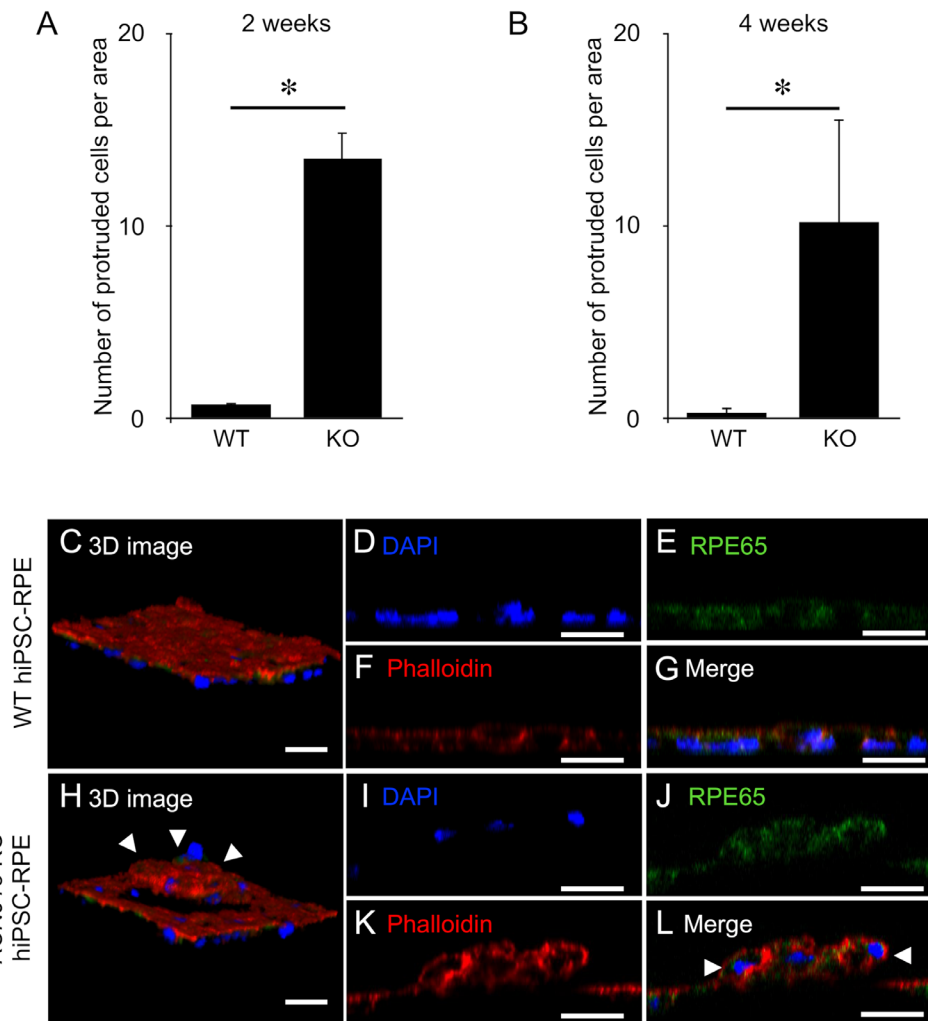 A
2 weeks
Number of protruded cells per area
20
10
0
*
WT
KO
B
4 weeks
Number of protruded cells per area
20
10
0
*
WT
KO
WT hiPSC-RPE
C 3D image
D DAPI
E RPE65
F Phalloidin
G Merge
hiPSC-RPE
H 3D image
I DAPI
J RPE65
K Phalloidin
L Merge